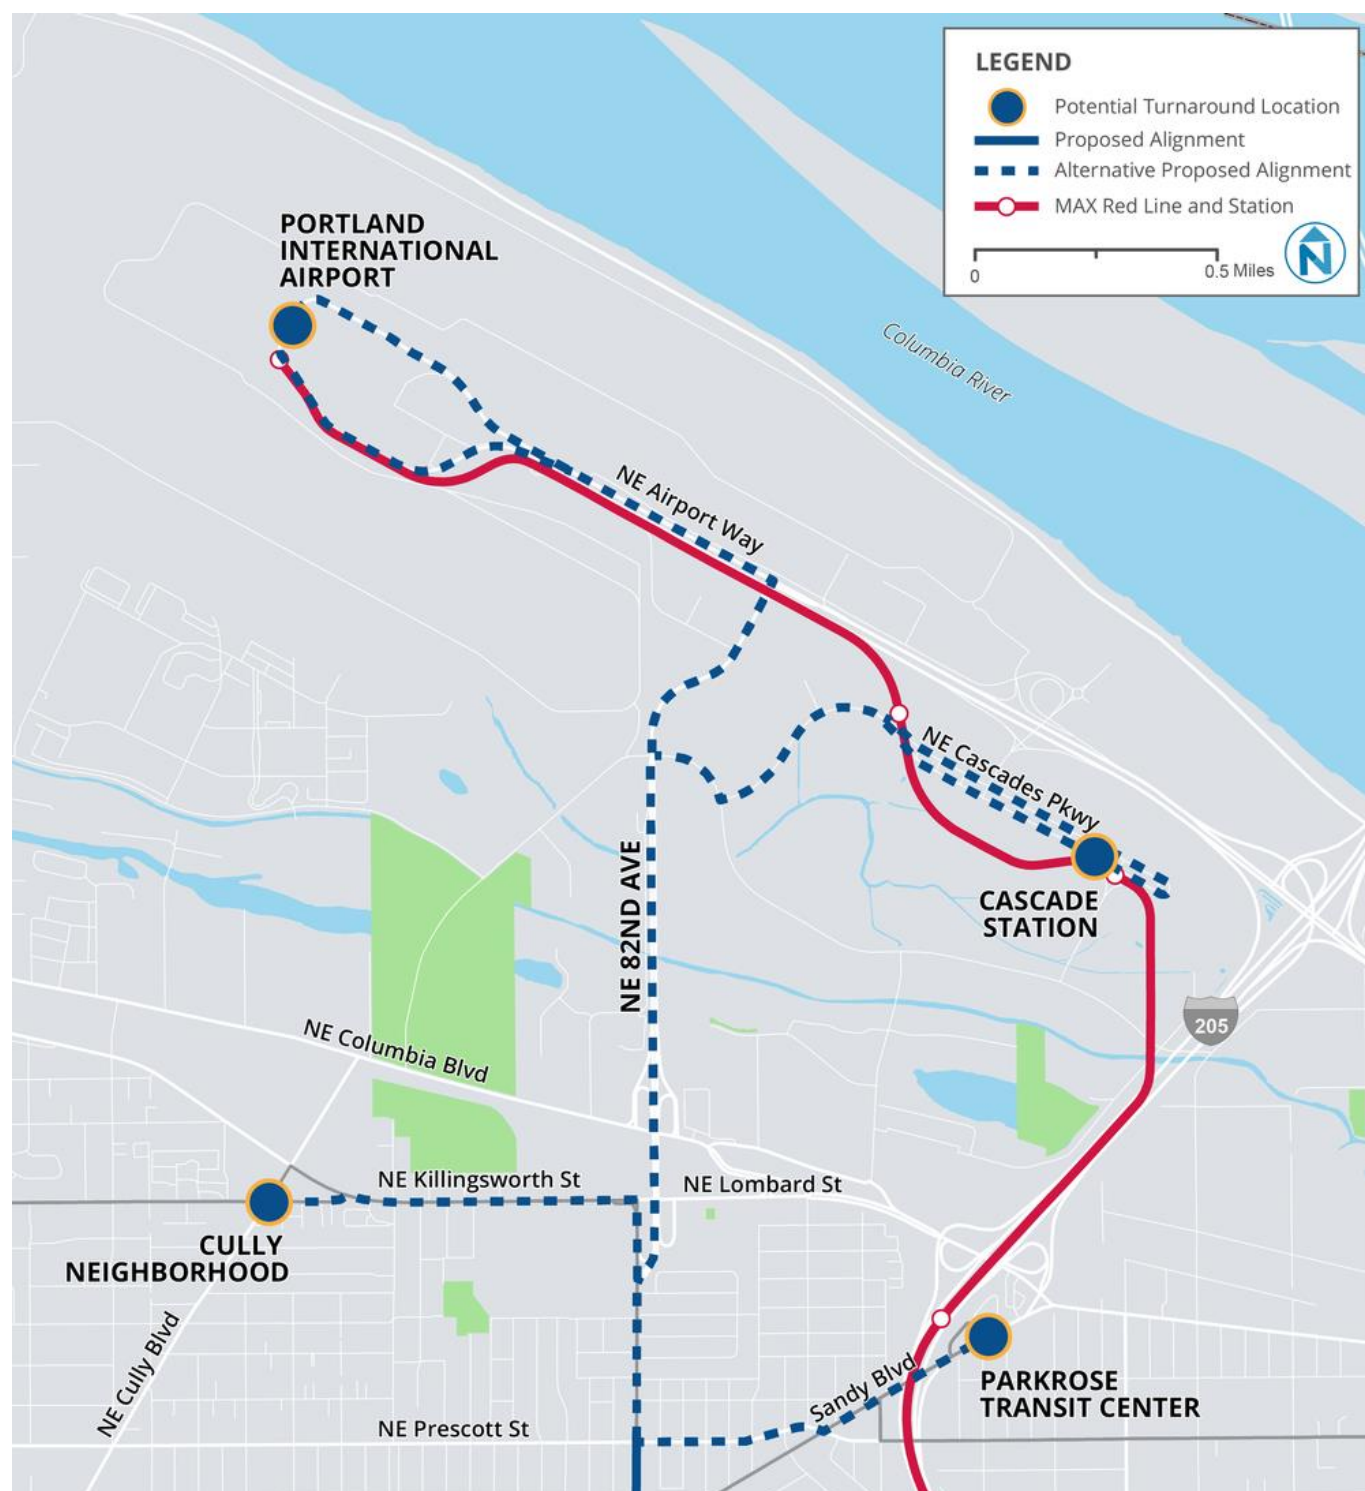 LEGEND
Potential Turnaround Location
Proposed Alignment
Alternative Proposed Alignment
MAX Red Line and Station
N
0
0.5 Miles
PORTLAND
INTERNATIONAL
AIRPORT
Columbia River
NE Airport Way
NE Cascades Pkwy
NE 82ND AVE
CASCADE
STATION
205
NE Columbia Blvd
NE Killingsworth St
NE Lombard St
CULLY
NEIGHBORHOOD
NE Cully Blvd
Sandy Blvd
PARKROSE
TRANSIT CENTER
NE Prescott St